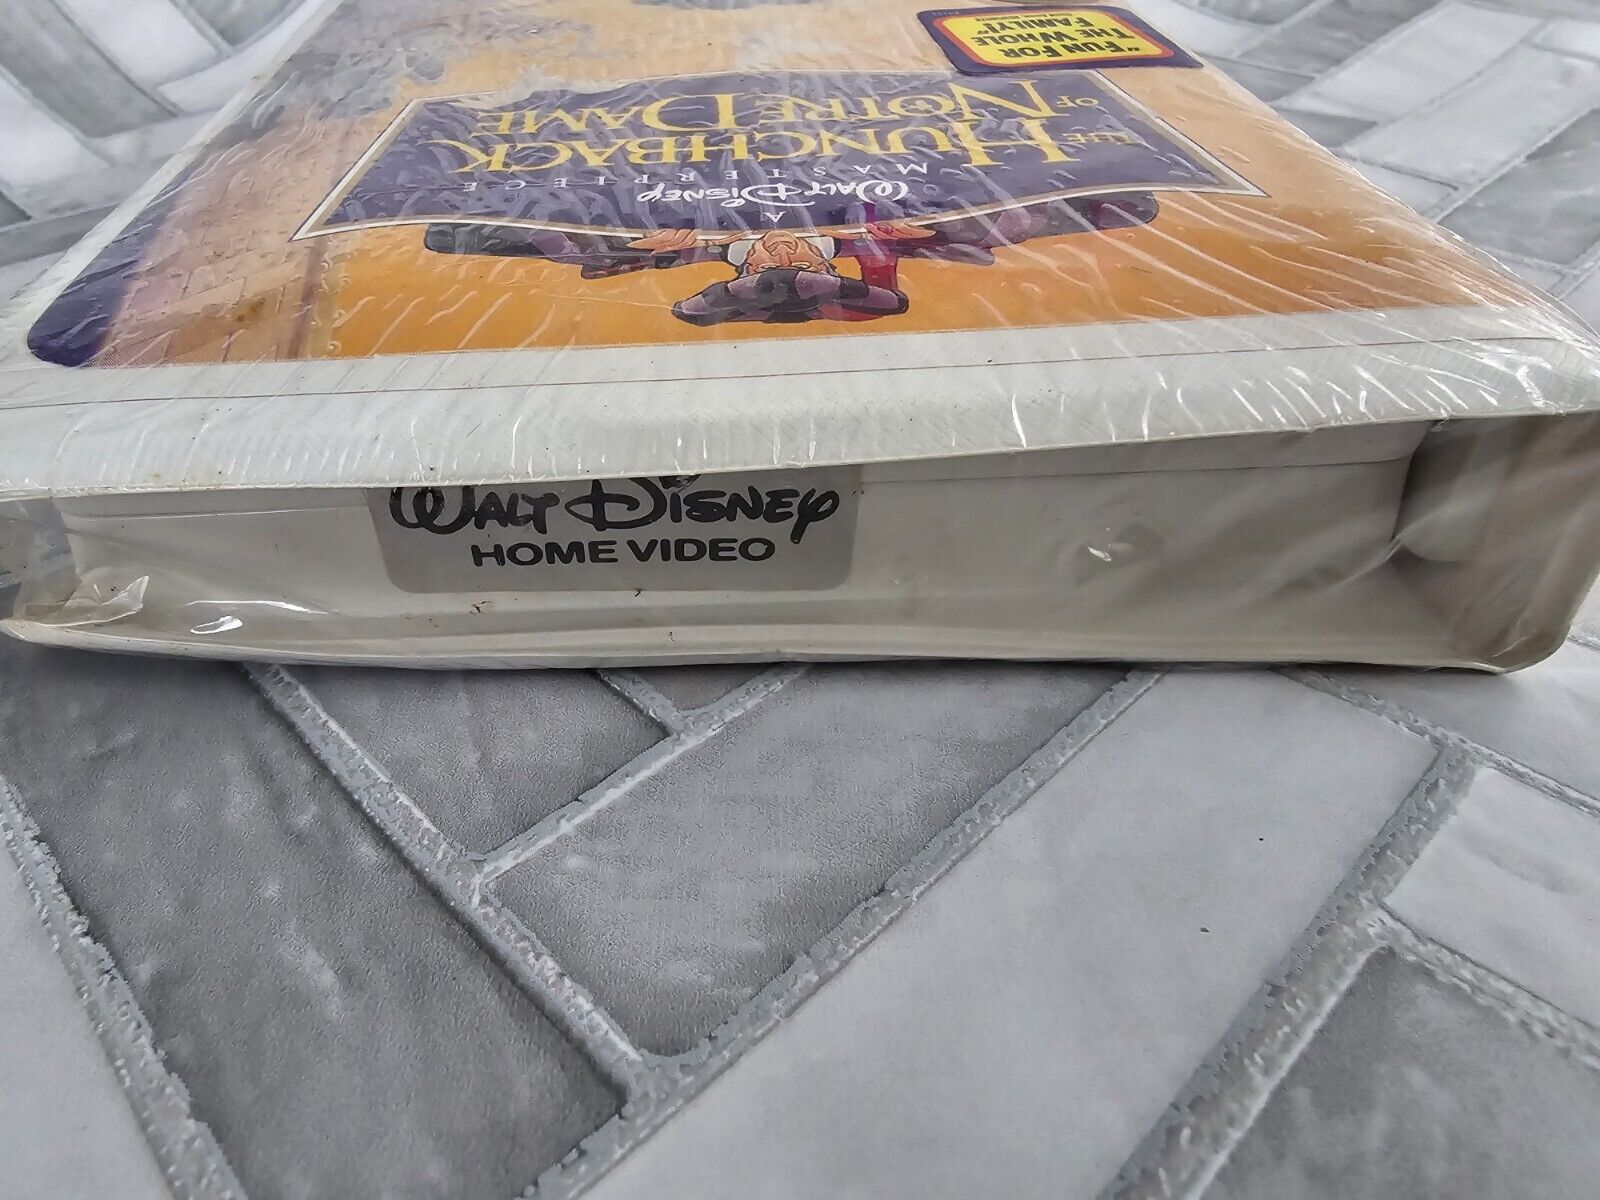 A
WALT DISNEY
MASTERPIECE
THE HUNCHBACK
OF NOTRE DAME
"FUN FOR
THE WHOLE
FAMILY!"
WALT DISNEY
HOME VIDEO